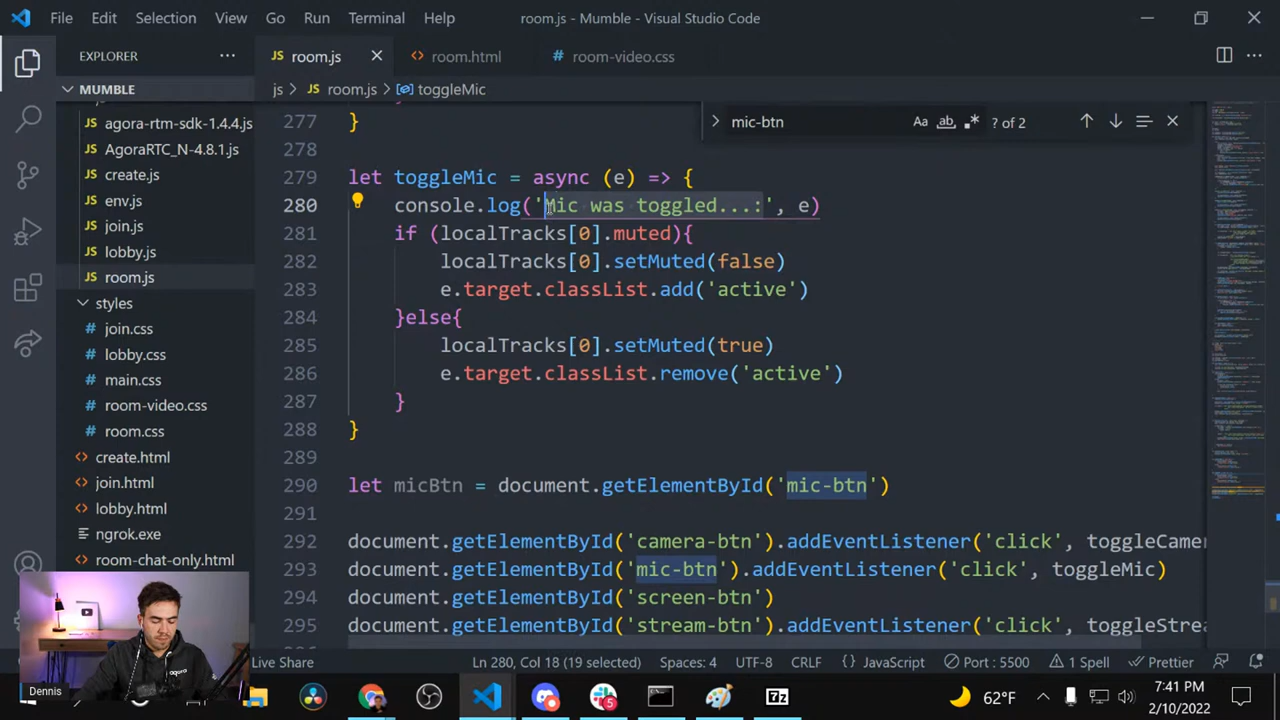 File Edit Selection View Go Run Terminal Help room.js - Mumble - Visual Studio Code
EXPLORER
JS room.js
<> room.html
# room-video.css
MUMBLE
js > JS room.js > toggleMic
mic-btn
Aa ab .*
? of 2
JS agora-rtm-sdk-1.4.4.js
JS AgoraRTC_N-4.8.1.js
JS create.js
JS env.js
JS join.js
JS lobby.js
JS room.js
styles
# join.css
# lobby.css
# main.css
# room-video.css
# room.css
<> create.html
<> join.html
<> lobby.html
ngrok.exe
<> room-chat-only.html
277 }
278
279 let toggleMic = async (e) => {
280 console.log('Mic was toggled...:', e)
281 if (localTracks[0].muted){
282 localTracks[0].setMuted(false)
283 e.target.classList.add('active')
284 }else{
285 localTracks[0].setMuted(true)
286 e.target.classList.remove('active')
287 }
288 }
289
290 let micBtn = document.getElementById('mic-btn')
291
292 document.getElementById('camera-btn').addEventListener('click', toggleCamer
293 document.getElementById('mic-btn').addEventListener('click', toggleMic)
294 document.getElementById('screen-btn')
295 document.getElementById('stream-btn').addEventListener('click', toggleStrea
Live Share Ln 280, Col 18 (19 selected) Spaces: 4 UTF-8 CRLF {} JavaScript Port : 5500 1 Spell Prettier
agora
Dennis
5
7z
62°F
7:41 PM
2/10/2022